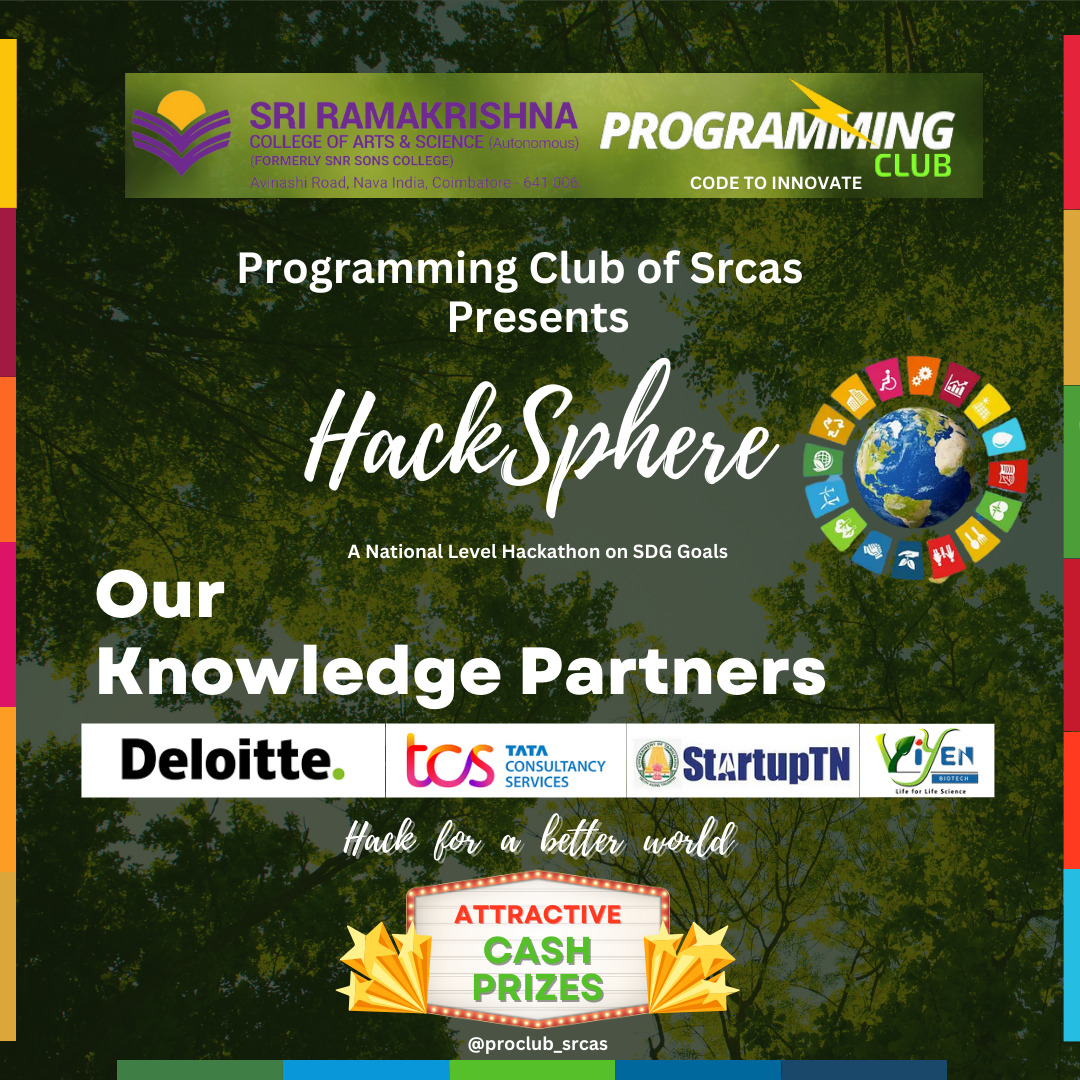 SRI RAMAKRISHNA
COLLEGE OF ARTS & SCIENCE (Autonomous)
(FORMERLY SNR SONS COLLEGE)
Avinashi Road, Nava India, Coimbatore - 641 006.
PROGRAMMING
CLUB
CODE TO INNOVATE
Programming Club of Srcas
Presents
HackSphere
A National Level Hackathon on SDG Goals
Our
Knowledge Partners
Deloitte.
tcs TATA
CONSULTANCY
SERVICES
StartupTN
ViYEN
BIOTECH
Life for Life Science
Hack for a better world
ATTRACTIVE
CASH
PRIZES
@proclub_srcas